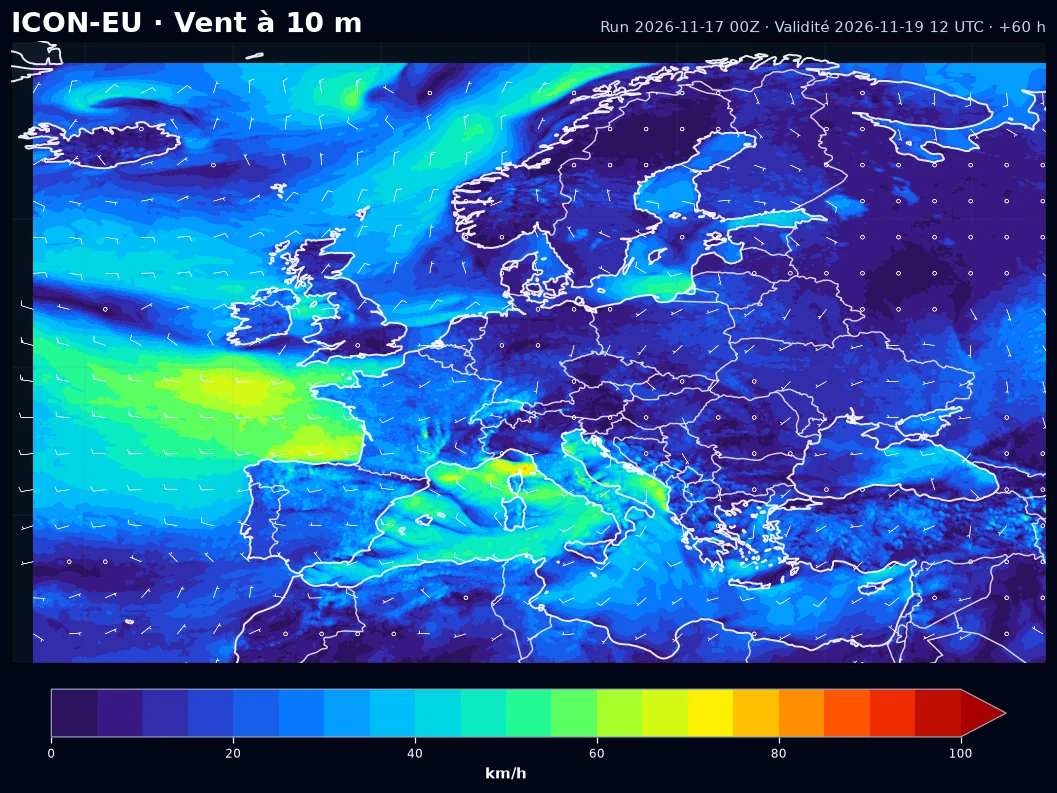 ICON-EU · Vent à 10 m
Run 2026-11-17 00Z · Validité 2026-11-19 12 UTC · +60 h
0 20 40 60 80 100
km/h